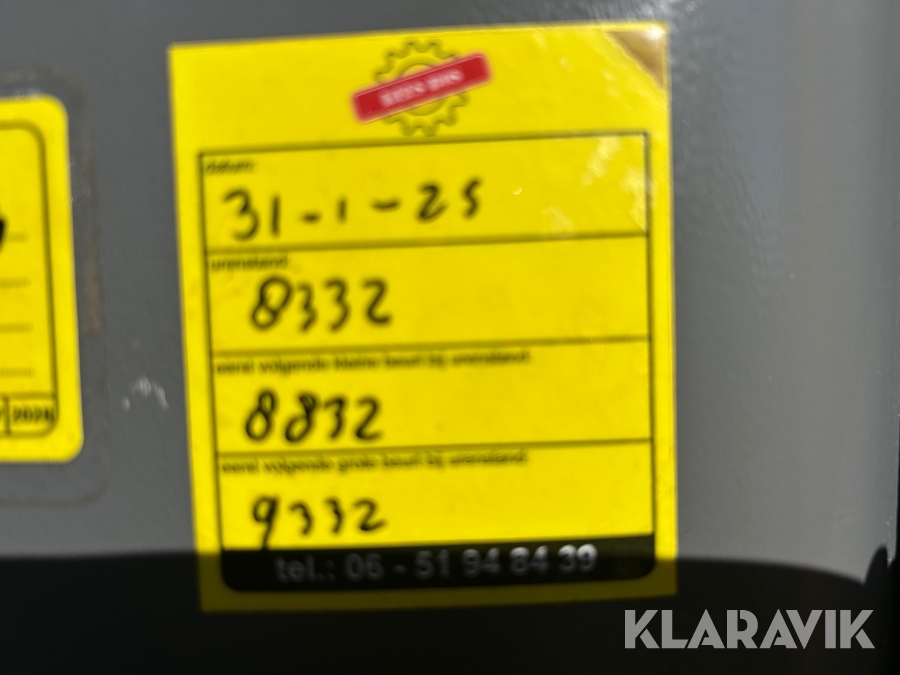 datum:
31-1-25
urenstand:
8332
eerst volgende kleine beurt bij urenstand:
8832
eerst volgende grote beurt bij urenstand:
9332
tel.: 06 - 51 94 84 39
2026
KLARAVIK